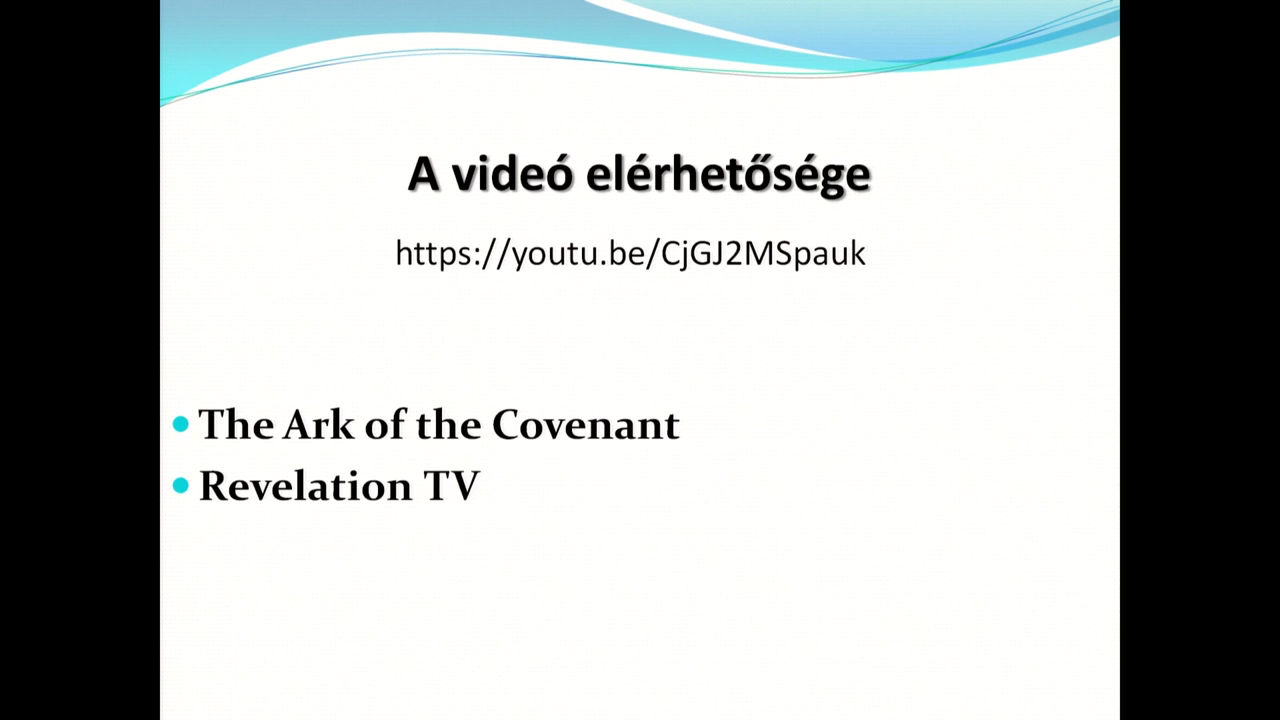 A videó elérhetősége
https://youtu.be/CjGJ2MSpauk
• The Ark of the Covenant
• Revelation TV